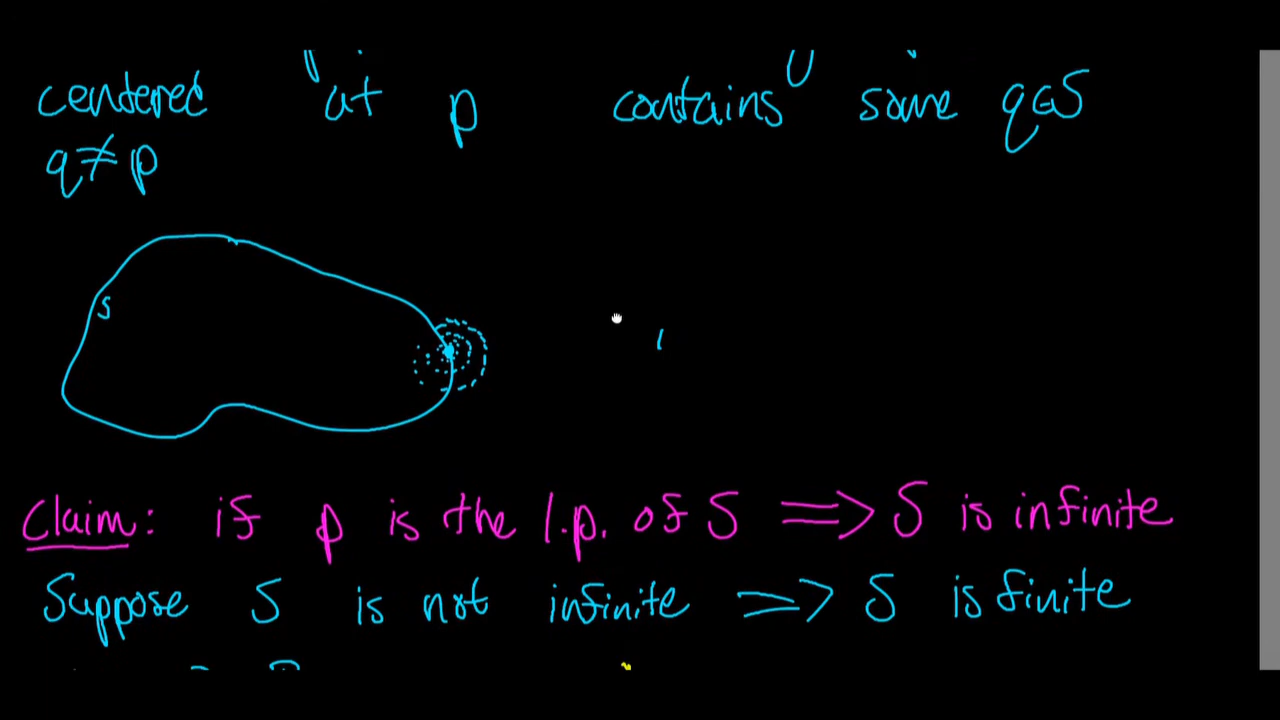 centered at p contains some q∈S
q≠p
S
Claim: if p is the l.p. of S ⟹ S is infinite
Suppose S is not infinite ⟹ S is finite